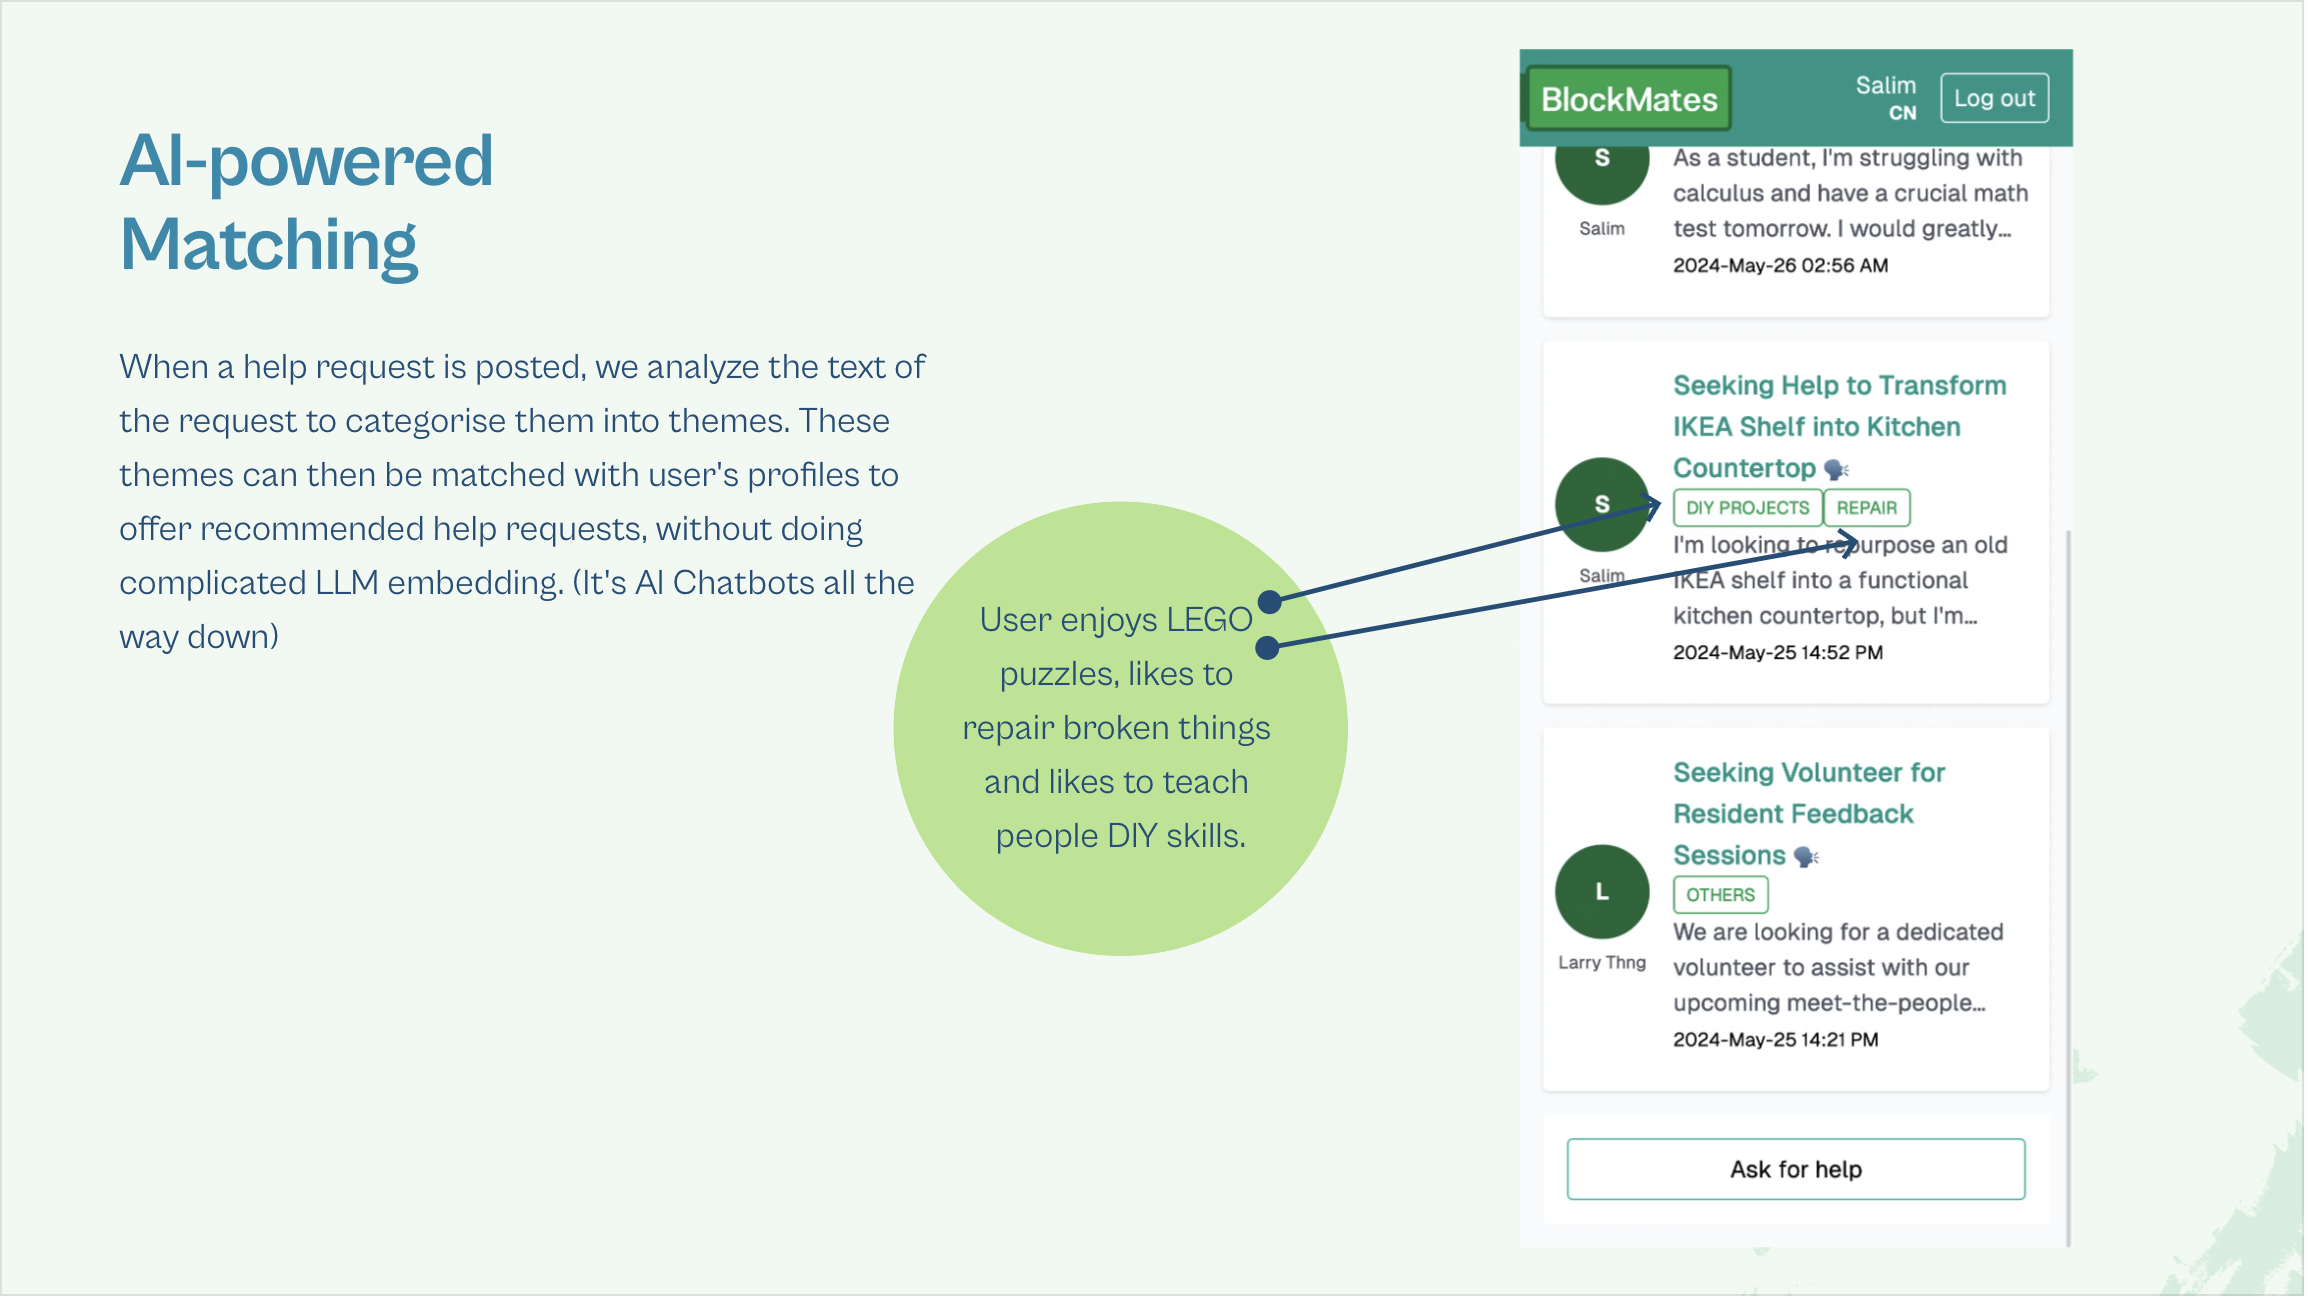 AI-powered
Matching
When a help request is posted, we analyze the text of
the request to categorise them into themes. These
themes can then be matched with user's profiles to
offer recommended help requests, without doing
complicated LLM embedding. (It's AI Chatbots all the
way down)
User enjoys LEGO
puzzles, likes to
repair broken things
and likes to teach
people DIY skills.
BlockMates
Salim
CN
Log out
S
Salim
As a student, I'm struggling with
calculus and have a crucial math
test tomorrow. I would greatly...
2024-May-26 02:56 AM
Seeking Help to Transform
IKEA Shelf into Kitchen
Countertop
S
Salim
DIY PROJECTS
REPAIR
I'm looking to repurpose an old
IKEA shelf into a functional
kitchen countertop, but I'm...
2024-May-25 14:52 PM
Seeking Volunteer for
Resident Feedback
Sessions
L
Larry Thng
OTHERS
We are looking for a dedicated
volunteer to assist with our
upcoming meet-the-people...
2024-May-25 14:21 PM
Ask for help